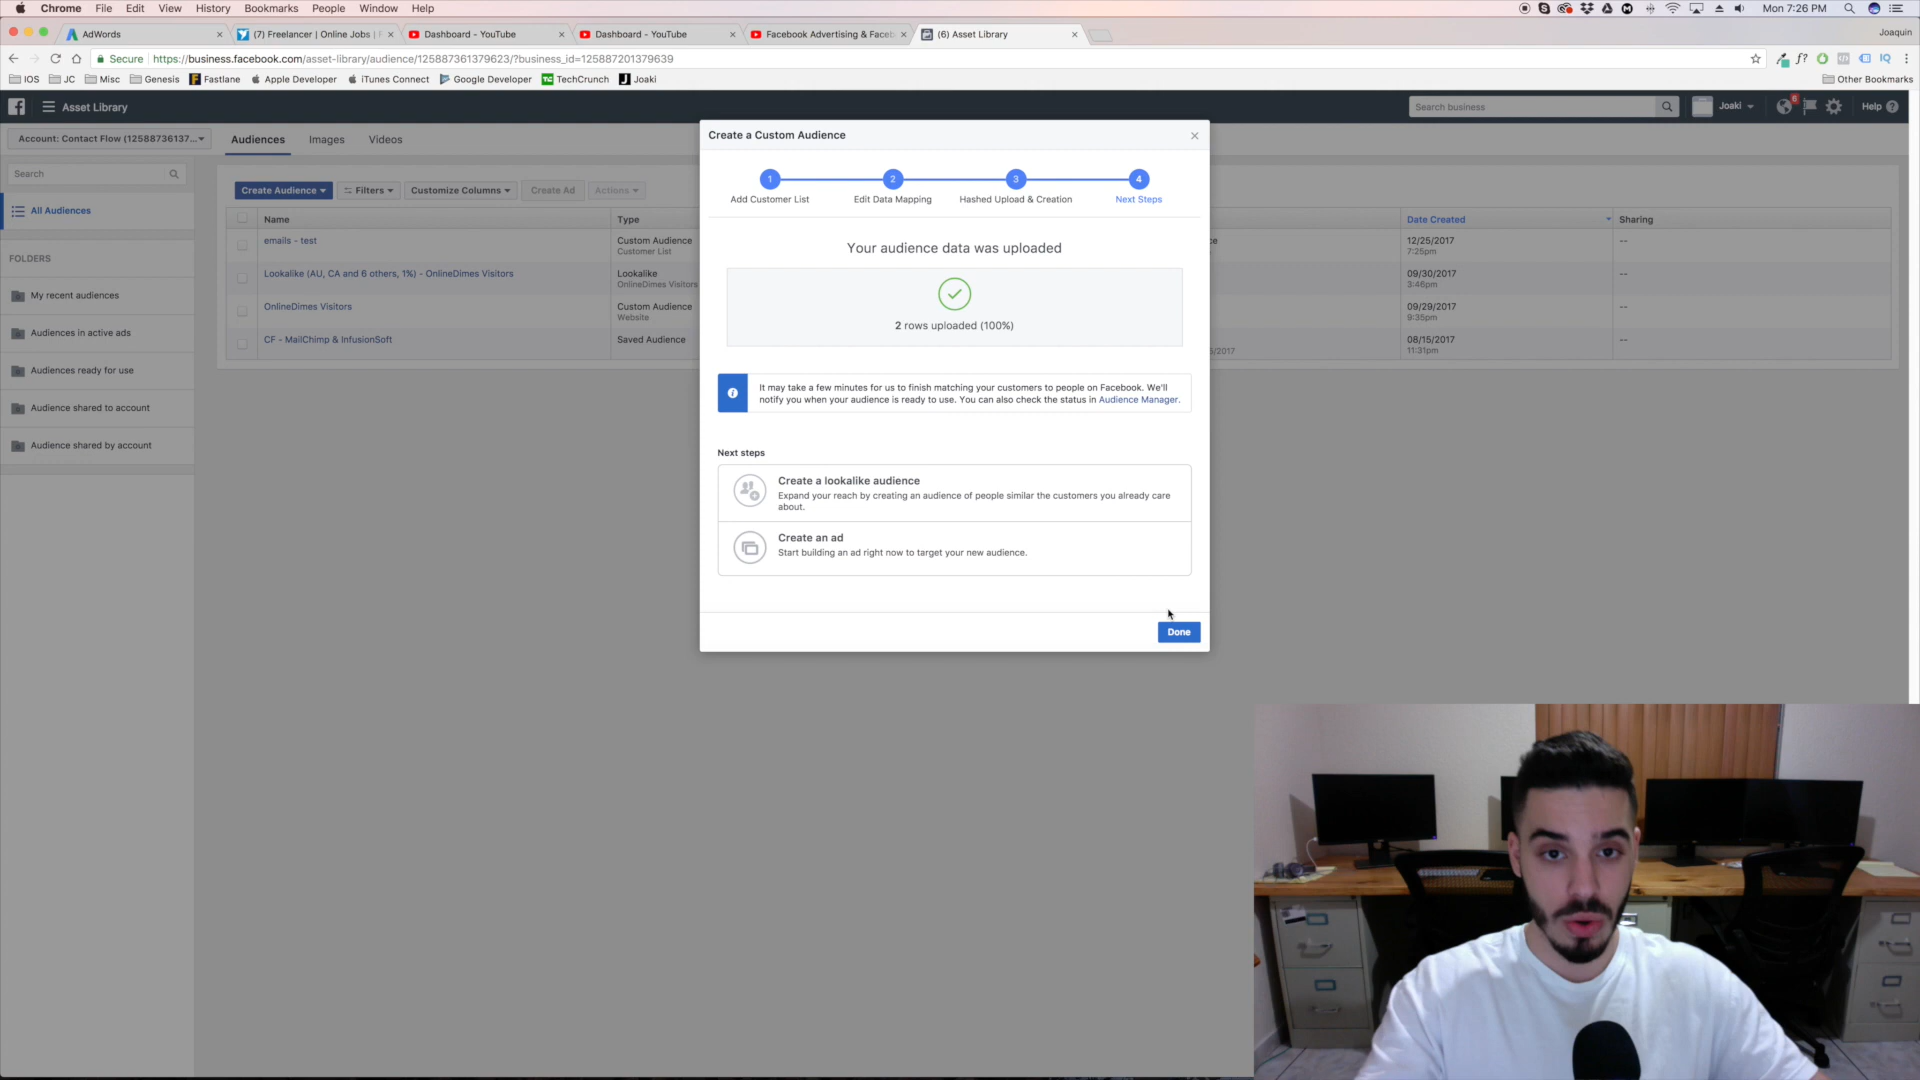 Chrome File Edit View History Bookmarks People Window Help
Mon 7:26 PM
AdWords
(7) Freelancer | Online Jobs |
Dashboard - YouTube
Dashboard - YouTube
Facebook Advertising & Faceb
(6) Asset Library
Joaquin
Secure
https://business.facebook.com/asset-library/audience/125887361379623/?business_id=125887201379639
IOS
JC
Misc
Genesis
Fastlane
Apple Developer
iTunes Connect
Google Developer
TechCrunch
Joaki
Other Bookmarks
Asset Library
Search business
Joaki
6
Help
Account: Contact Flow (12588736137...
Audiences
Images
Videos
Search
All Audiences
FOLDERS
My recent audiences
Audiences in active ads
Audiences ready for use
Audience shared to account
Audience shared by account
Create Audience
Filters
Customize Columns
Create Ad
Actions
Name
Type
Date Created
Sharing
emails - test
Custom Audience
Customer List
12/25/2017
7:25pm
--
Lookalike (AU, CA and 6 others, 1%) - OnlineDimes Visitors
Lookalike
OnlineDimes Visitors
09/30/2017
3:46pm
--
OnlineDimes Visitors
Custom Audience
Website
09/29/2017
9:35pm
--
CF - MailChimp & InfusionSoft
Saved Audience
5/2017
08/15/2017
11:31pm
--
Create a Custom Audience
1
2
3
4
Add Customer List
Edit Data Mapping
Hashed Upload & Creation
Next Steps
Your audience data was uploaded
2 rows uploaded (100%)
It may take a few minutes for us to finish matching your customers to people on Facebook. We'll
notify you when your audience is ready to use. You can also check the status in Audience Manager.
Next steps
Create a lookalike audience
Expand your reach by creating an audience of people similar the customers you already care
about.
Create an ad
Start building an ad right now to target your new audience.
Done